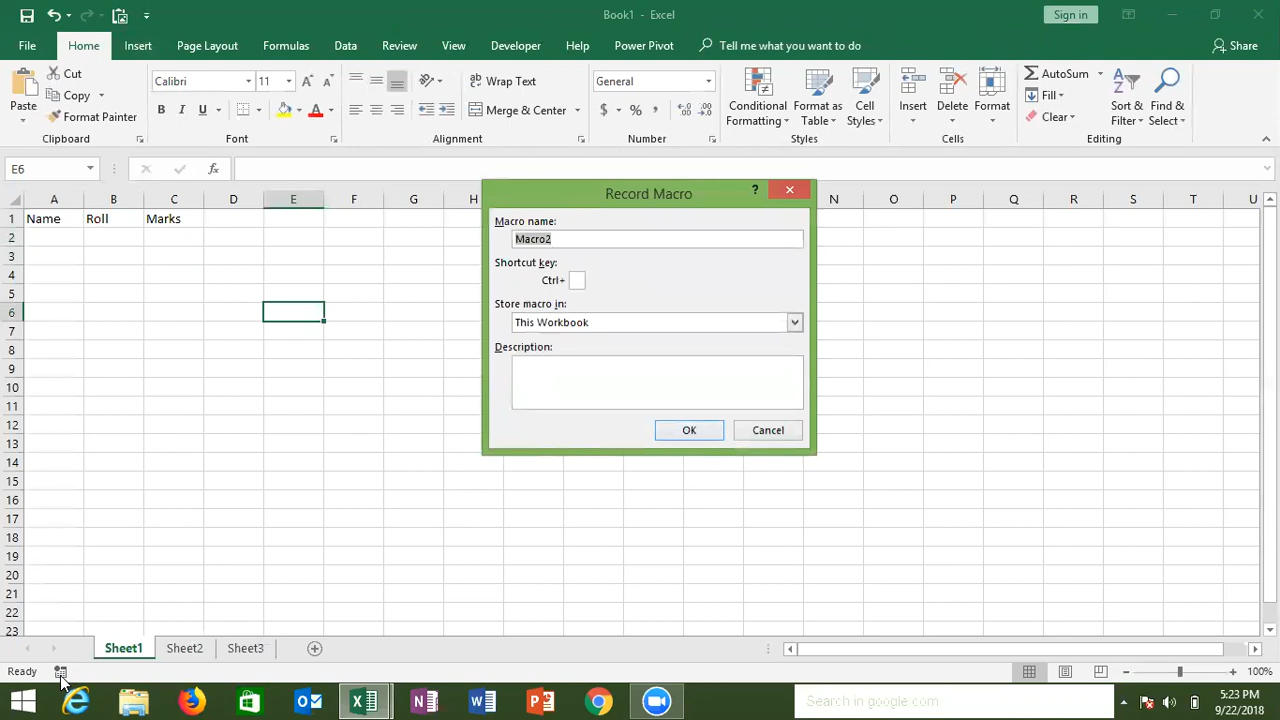 Book1 - Excel
Sign in
File Home Insert Page Layout Formulas Data Review View Developer Help Power Pivot Tell me what you want to do Share
Paste
Cut
Copy
Format Painter
Clipboard
Calibri 11
B I U
Font
Wrap Text
Merge & Center
Alignment
General
$ % ,
Number
Conditional Formatting
Format as Table
Cell Styles
Styles
Insert
Delete
Format
Cells
AutoSum
Fill
Clear
Sort & Filter
Find & Select
Editing
E6
fx
A B C D E F G H N O P Q R S T U
1 Name Roll Marks
2
3
4
5
6
7
8
9
10
11
12
13
14
15
16
17
18
19
20
21
22
23
Record Macro
?
Macro name:
Macro2
Shortcut key:
Ctrl+
Store macro in:
This Workbook
Description:
OK Cancel
Sheet1 Sheet2 Sheet3
Ready
100%
Search in google.com
5:23 PM
9/22/2018